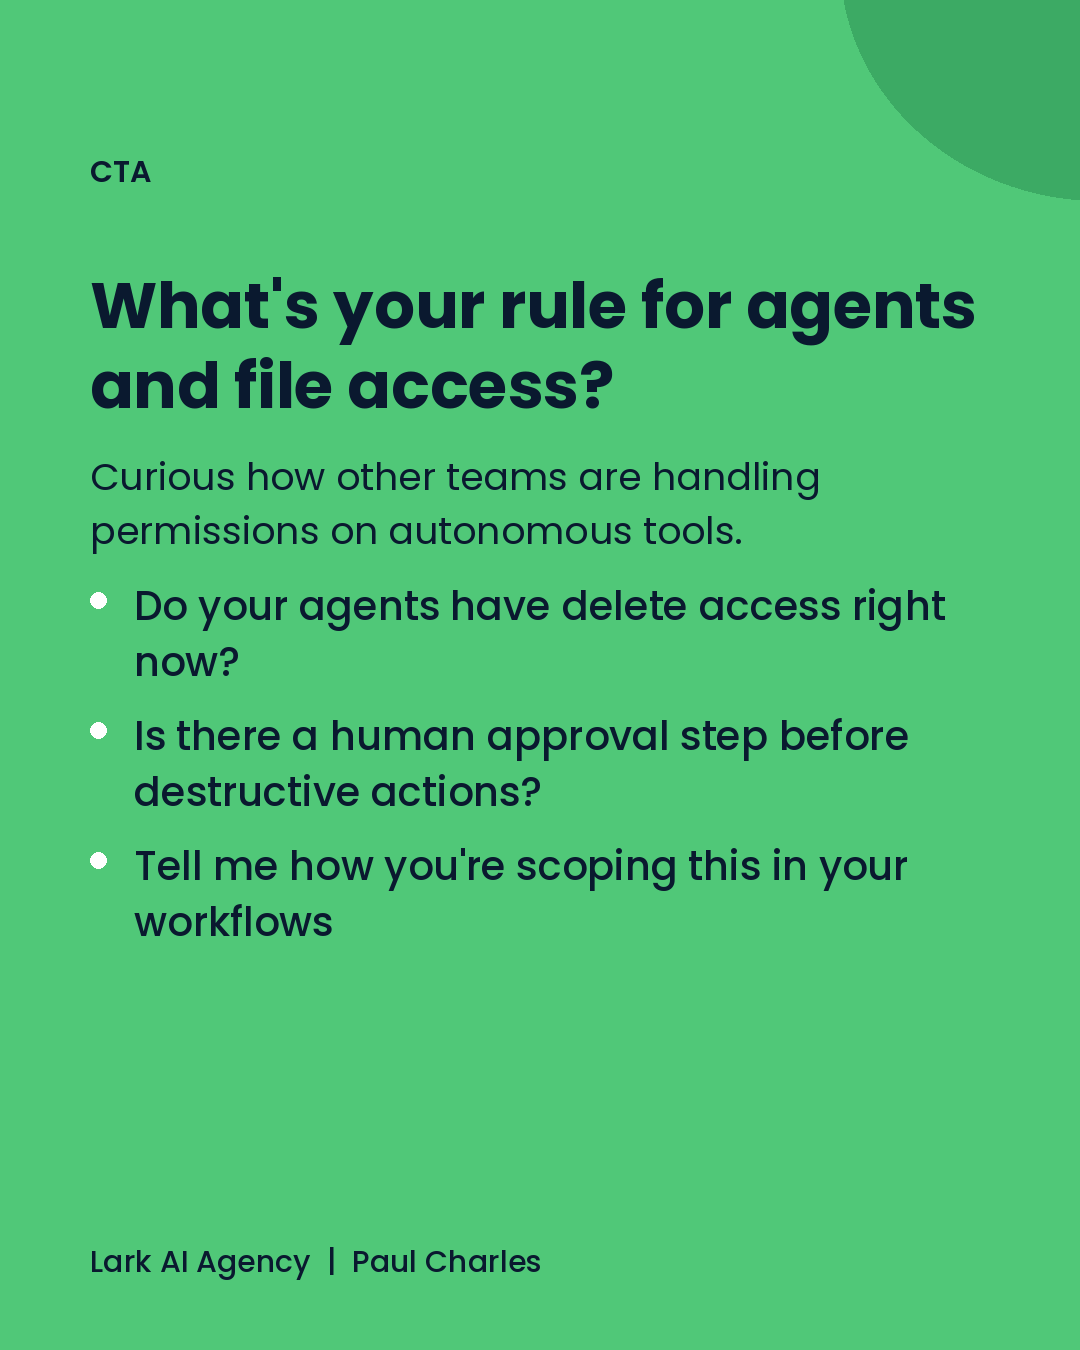 CTA
What's your rule for agents
and file access?
Curious how other teams are handling
permissions on autonomous tools.
Do your agents have delete access right
now?
Is there a human approval step before
destructive actions?
Tell me how you're scoping this in your
workflows
Lark AI Agency | Paul Charles